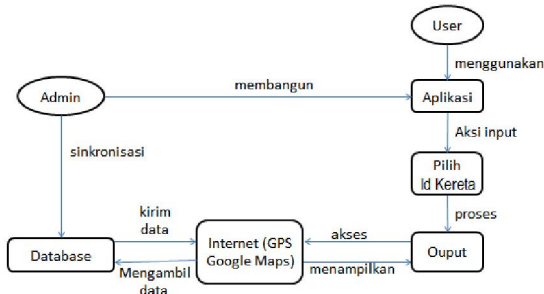 User
menggunakan
membangun
Admin
Aplikasi
Aksi input
sinkronisasi
Pilih
Id Kereta
kirim
data
proses
akses
Internet (GPS
Google Maps)
Database
Ouput
Mengambil
data
menampilkan